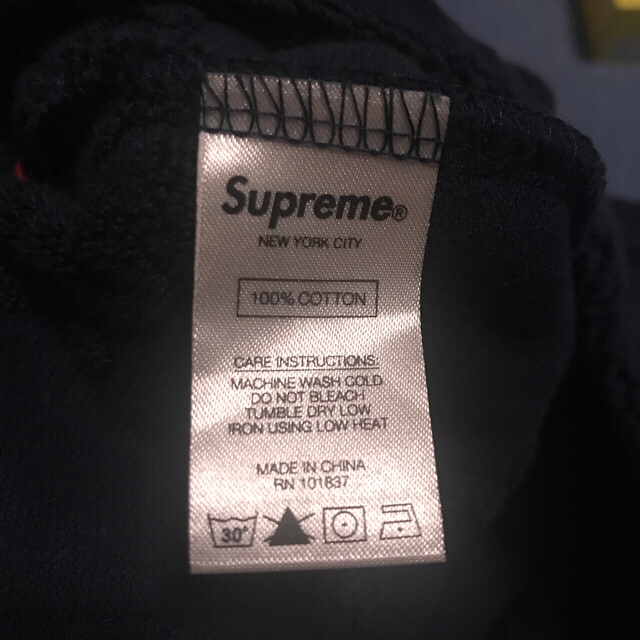 Supreme®
NEW YORK CITY
100% COTTON
CARE INSTRUCTIONS:
MACHINE WASH COLD
DO NOT BLEACH
TUMBLE DRY LOW
IRON USING LOW HEAT
MADE IN CHINA
RN 101837
30°